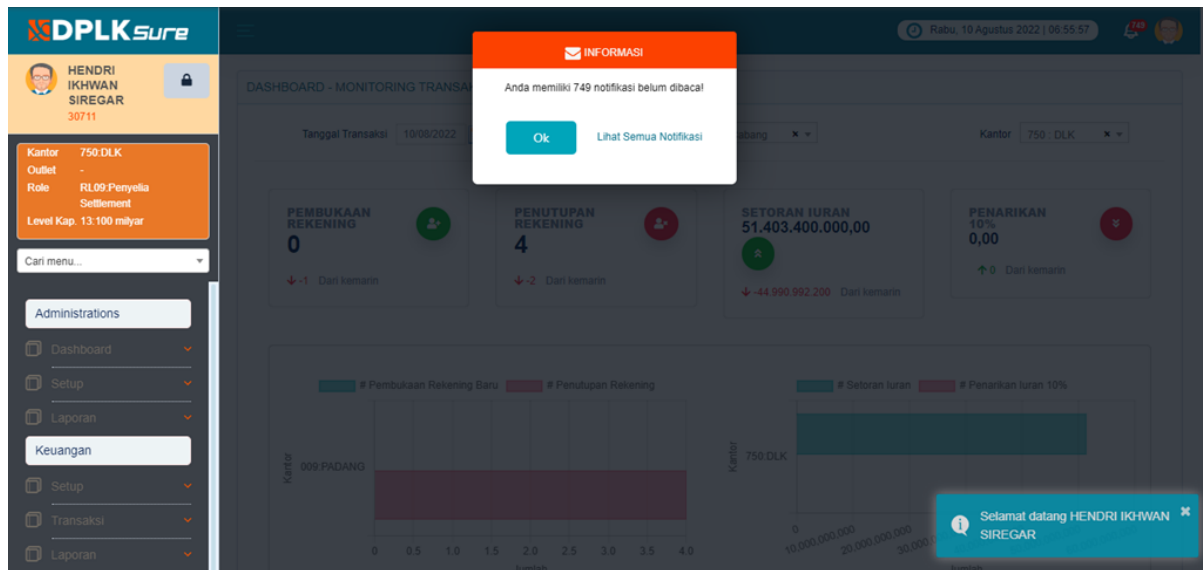 DPLKSure
Rabu, 10 Agustus 2022 | 06:55:57
749
HENDRI
IKHWAN
SIREGAR
30711
Kantor 750:DLK
Outlet -
Role RL09:Penyelia
Settlement
Level Kap. 13:100 milyar
Cari menu...
Administrations
Dashboard
Setup
Laporan
Keuangan
Setup
Transaksi
Laporan
INFORMASI
Anda memiliki 749 notifikasi belum dibaca!
Ok Lihat Semua Notifikasi
DASHBOARD - MONITORING
Tanggal Transaksi 10/08/2022
Kantor 750 : DLK
PEMBUKAAN
REKENING
0
-1 Dari kemarin
PENUTUPAN
REKENING
4
-2 Dari kemarin
SETORAN IURAN
51.403.400.000,00
-44.990.992.200 Dari kemarin
PENARIKAN
10%
0,00
0 Dari kemarin
# Pembukaan Rekening Baru # Penutupan Rekening
Kantor
009:PADANG
0 0.5 1.0 1.5 2.0 2.5 3.0 3.5 4.0
Jumlah
# Setoran Iuran # Penarikan Iuran 10%
Kantor
750:DLK
0 10,000,000,000 20,000,000,000
Jumlah
Selamat datang HENDRI IKHWAN
SIREGAR